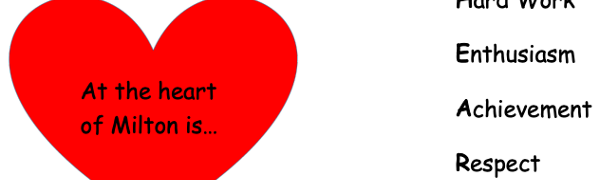 Hard Work
Enthusiasm
At the heart
of Milton is...
Achievement
Respect